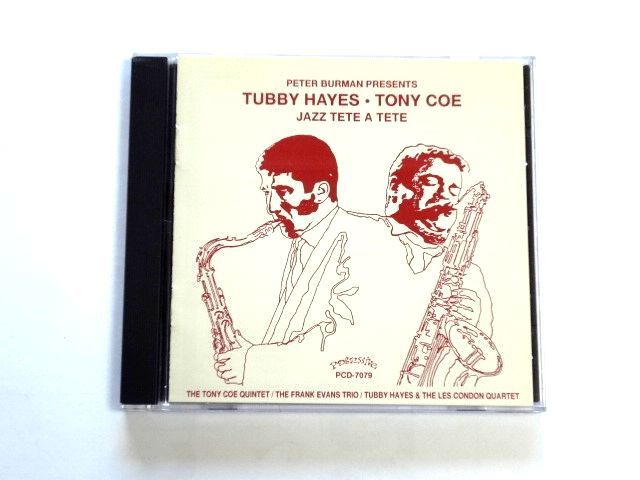 PETER BURMAN PRESENTS
TUBBY HAYES • TONY COE
JAZZ TETE A TETE
progressive
PCD-7079
THE TONY COE QUINTET / THE FRANK EVANS TRIO / TUBBY HAYES & THE LES CONDON QUARTET